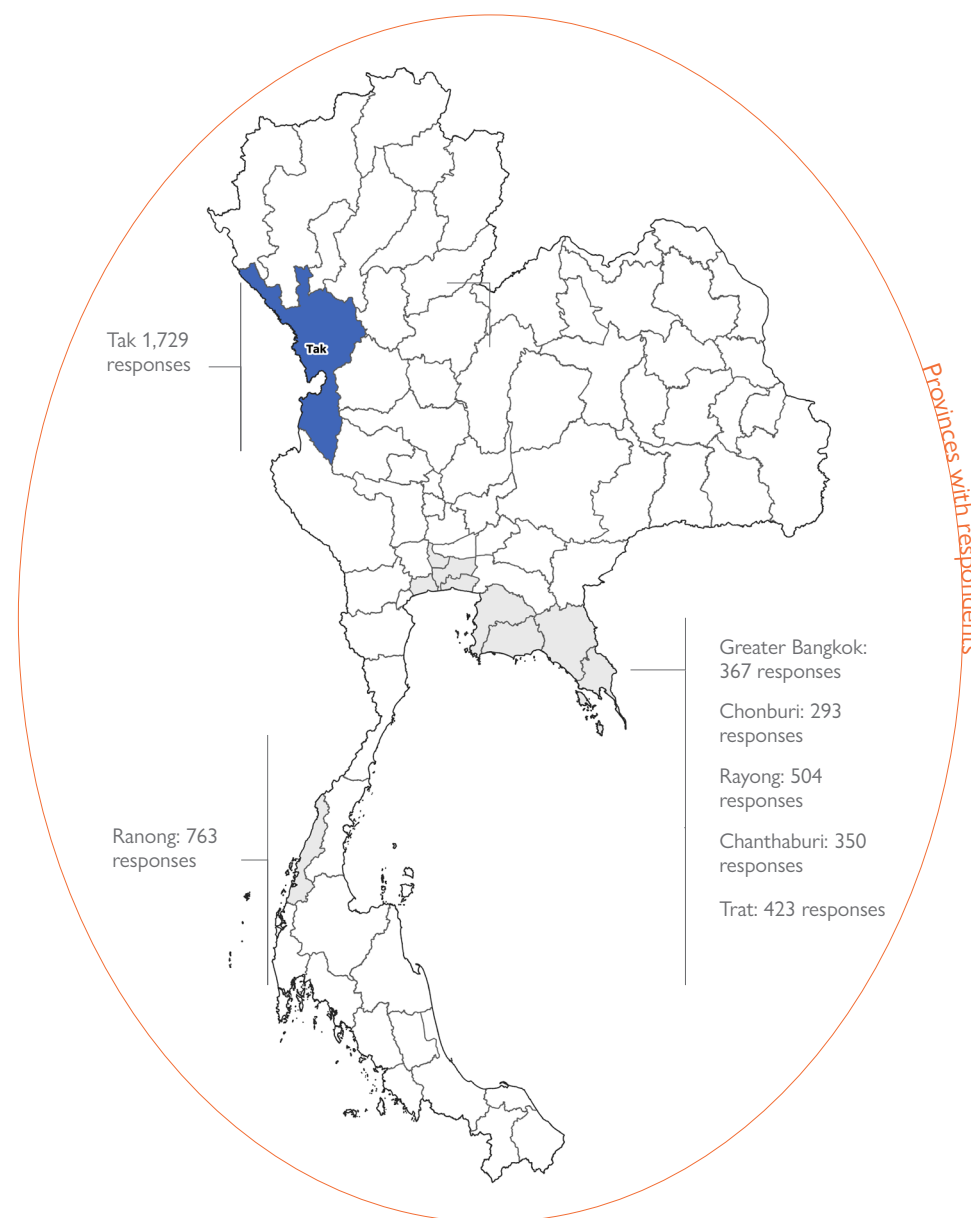 Provinces with respondents
Tak 1,729
responses
Tak
Greater Bangkok:
367 responses
Chonburi: 293
responses
Rayong: 504
responses
Chanthaburi: 350
responses
Trat: 423 responses
Ranong: 763
responses